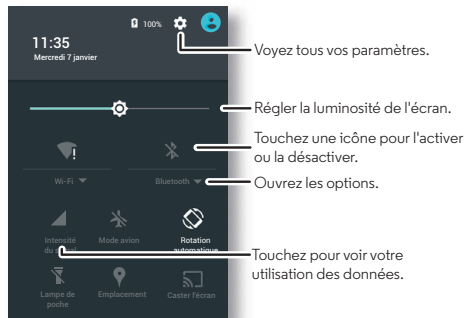 100%
11:35
Mercredi 7 janvier
Voyez tous vos paramètres.
Régler la luminosité de l'écran.
Touchez une icône pour l'activer
ou la désactiver.
Wi-Fi
Bluetooth
Ouvrez les options.
Intensité
du signal
Mode avion
Rotation
automatique
Touchez pour voir votre
utilisation des données.
Lampe de
poche
Emplacement
Caster l'écran